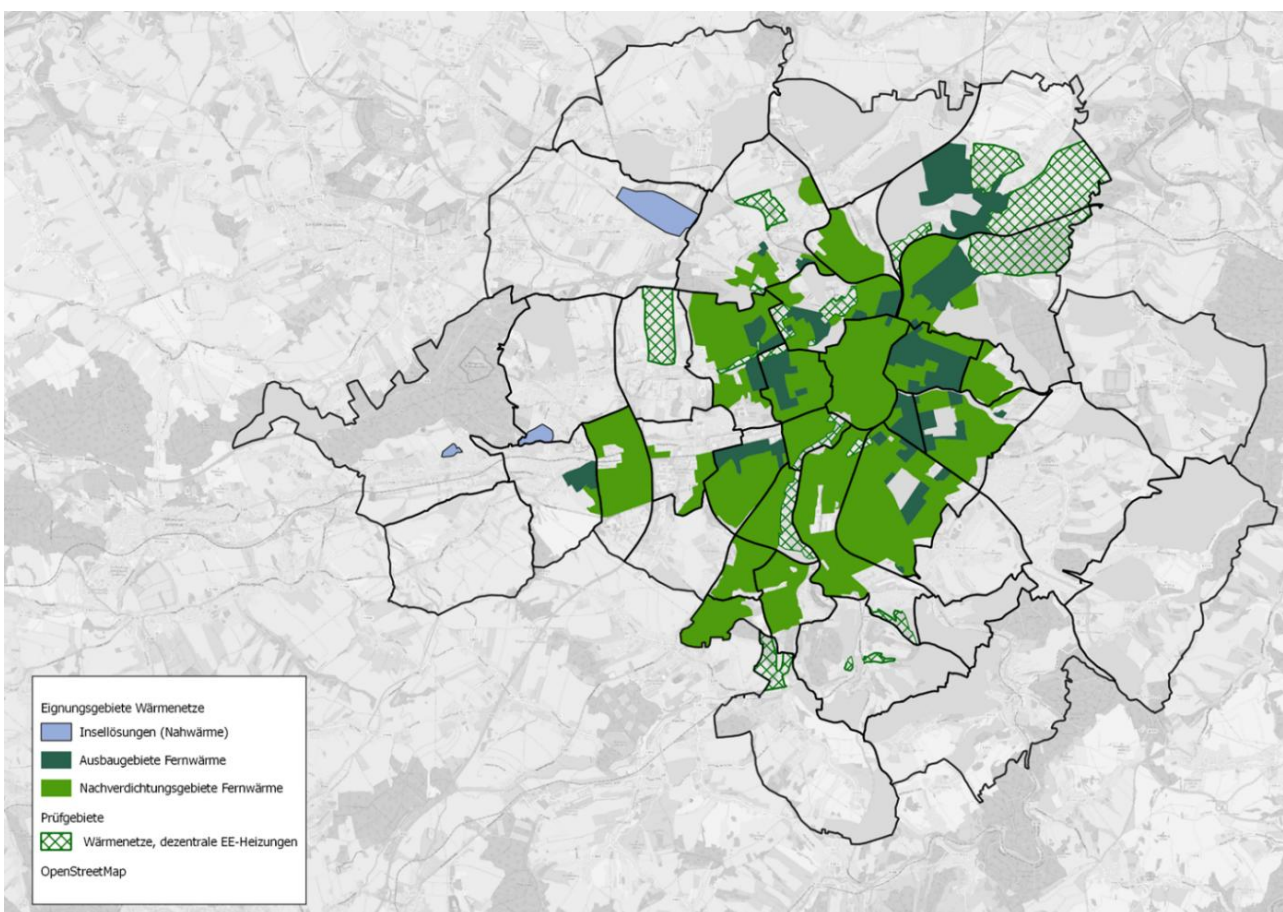 Eignungsgebiete Wärmenetze
Insellösungen (Nahwärme)
Ausbaugebiete Fernwärme
Nachverdichtungsgebiete Fernwärme
Prüfgebiete
Wärmenetze, dezentrale EE-Heizungen
OpenStreetMap